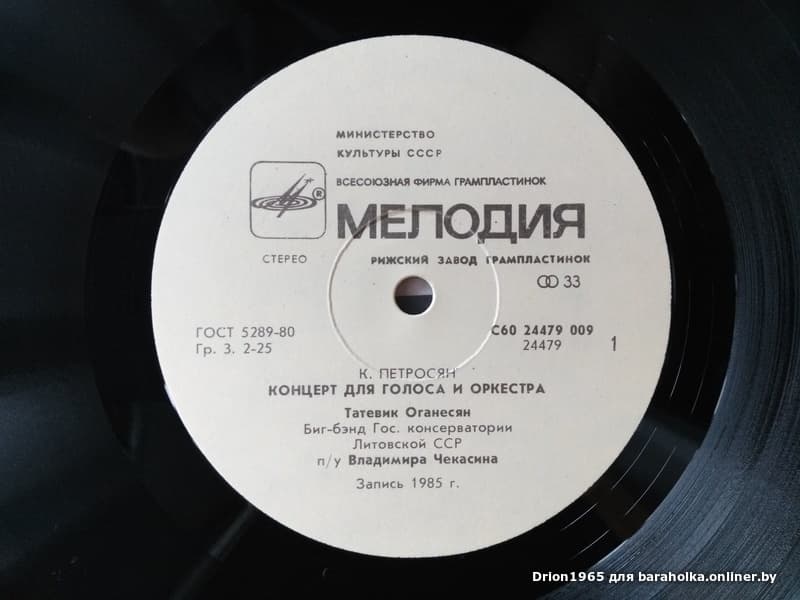 МИНИСТЕРСТВО
КУЛЬТУРЫ СССР
ВСЕСОЮЗНАЯ ФИРМА ГРАМПЛАСТИНОК
®
МЕЛОДИЯ
СТЕРЕО
РИЖСКИЙ ЗАВОД ГРАМПЛАСТИНОК
33
ГОСТ 5289-80
Гр. 3. 2-25
С60 24479 009
24479
1
К. ПЕТРОСЯН
КОНЦЕРТ ДЛЯ ГОЛОСА И ОРКЕСТРА
Татевик Оганесян
Биг-бэнд Гос. консерватории
Литовской ССР
п/у Владимира Чекасина
Запись 1985 г.
Drion1965 для baraholka.onliner.by